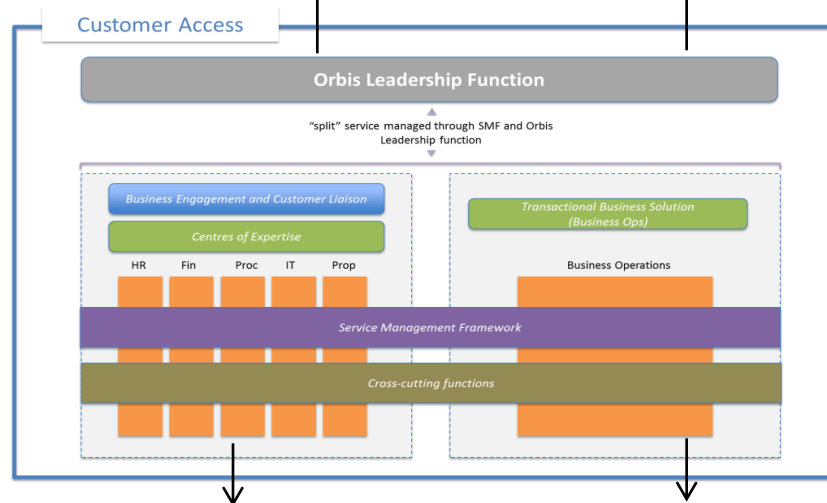 Customer Access
Orbis Leadership Function
“split” service managed through SMF and Orbis
Leadership function
Business Engagement and Customer Liaison
Centres of Expertise
HR Fin Proc IT Prop
Transactional Business Solution
(Business Ops)
Business Operations
Service Management Framework
Cross-cutting functions